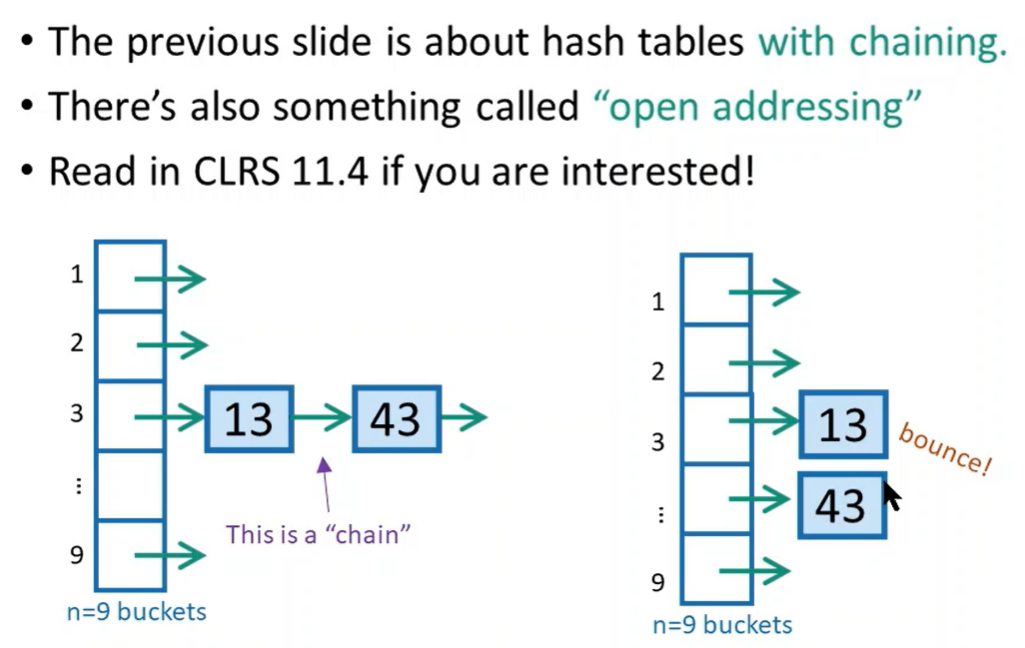 • The previous slide is about hash tables with chaining.
• There's also something called “open addressing”
• Read in CLRS 11.4 if you are interested!
1
2
3
⋮
9
13
43
This is a “chain”
n=9 buckets
1
2
3
⋮
9
13
43
bounce!
n=9 buckets